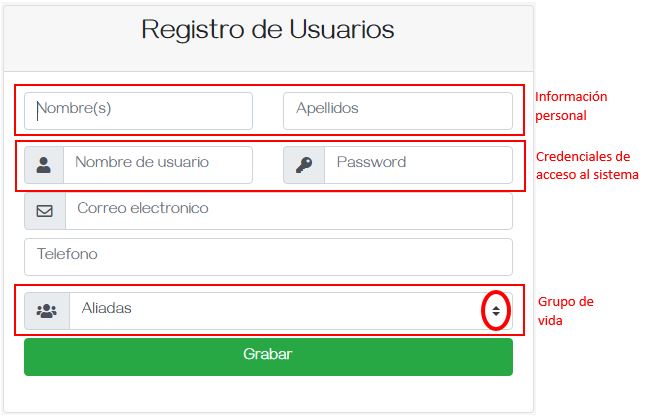 Registro de Usuarios
Nombre(s)
Apellidos
Información
personal
Nombre de usuario
Password
Credenciales de
acceso al sistema
Correo electronico
Telefono
Aliadas
Grupo de
vida
Grabar